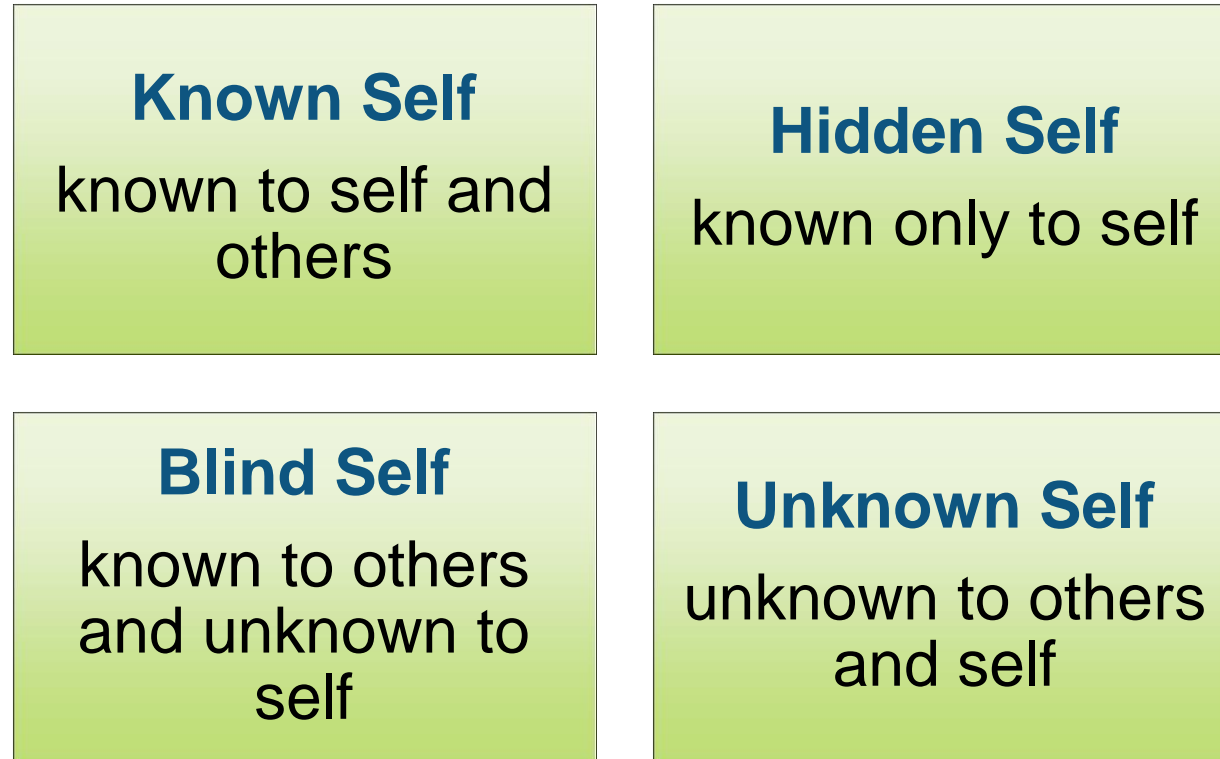 Known Self
known to self and
others
Hidden Self
known only to self
Blind Self
known to others
and unknown to
self
Unknown Self
unknown to others
and self